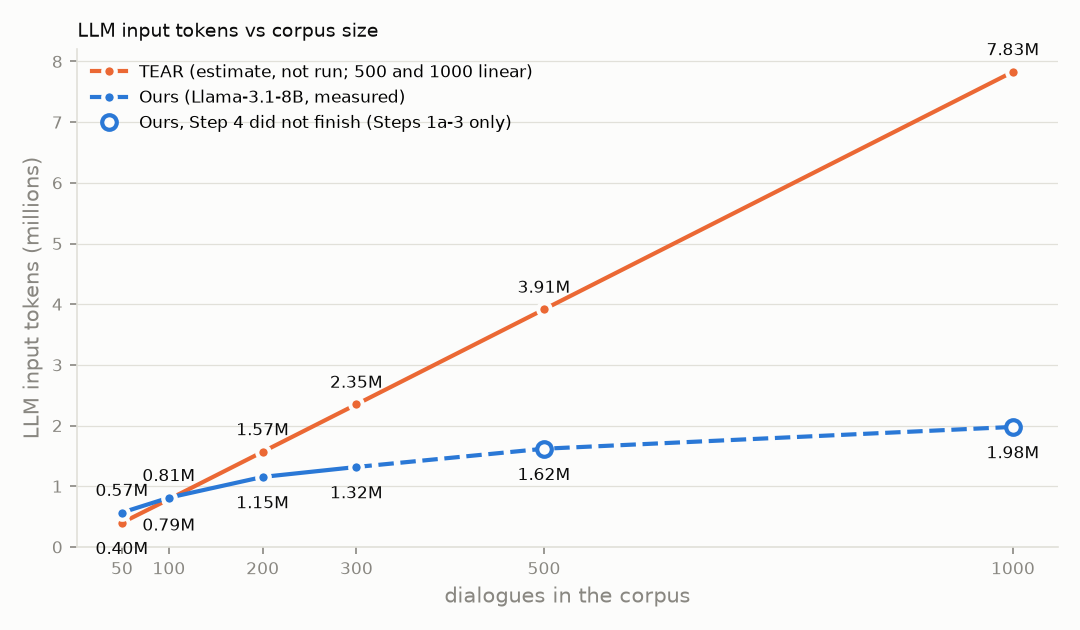 LLM input tokens vs corpus size
TEAR (estimate, not run; 500 and 1000 linear)
Ours (Llama-3.1-8B, measured)
Ours, Step 4 did not finish (Steps 1a-3 only)
LLM input tokens (millions)
8
7
6
5
4
3
2
1
0
7.83M
3.91M
2.35M
1.57M
0.81M
0.57M
0.79M
0.40M
1.15M
1.32M
1.62M
1.98M
50
100
200
300
500
1000
dialogues in the corpus